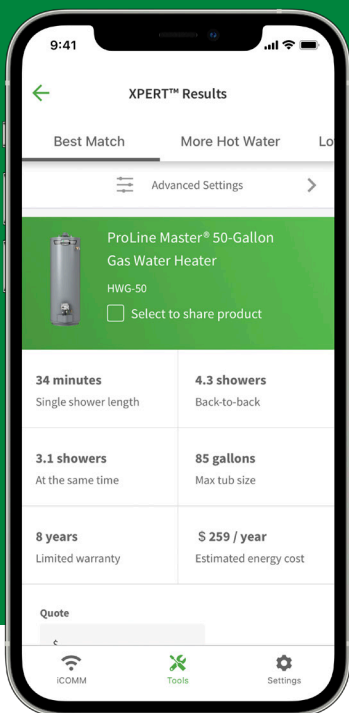 9:41
XPERT™ Results
Best Match
More Hot Water
Lo
Advanced Settings
ProLine Master® 50-Gallon
Gas Water Heater
HWG-50
Select to share product
34 minutes
Single shower length
4.3 showers
Back-to-back
3.1 showers
At the same time
85 gallons
Max tub size
8 years
Limited warranty
$ 259 / year
Estimated energy cost
Quote
$
iCOMM
Tools
Settings